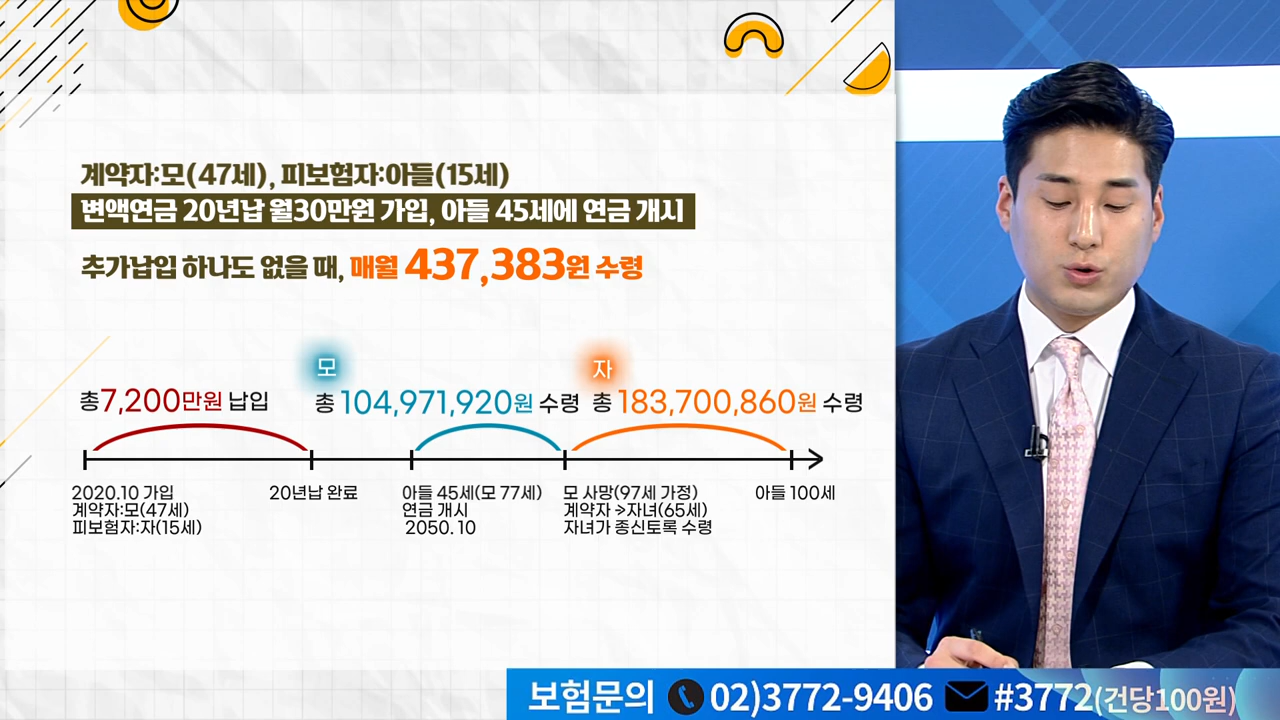 계약자:모(47세), 피보험자:아들(15세)
변액연금 20년납 월30만원 가입, 아들 45세에 연금 개시
추가납입 하나도 없을 때, 매월 437,383원 수령
모
자
총7,200만원 납입
총 104,971,920원 수령
총 183,700,860원 수령
2020.10 가입
계약자:모(47세)
피보험자:자(15세)
20년납 완료
아들 45세(모 77세)
연금 개시
2050.10
모 사망(97세 가정)
계약자 >자녀(65세)
자녀가 종신토록 수령
아들 100세
보험문의 02)3772-9406 #3772(건당100원)